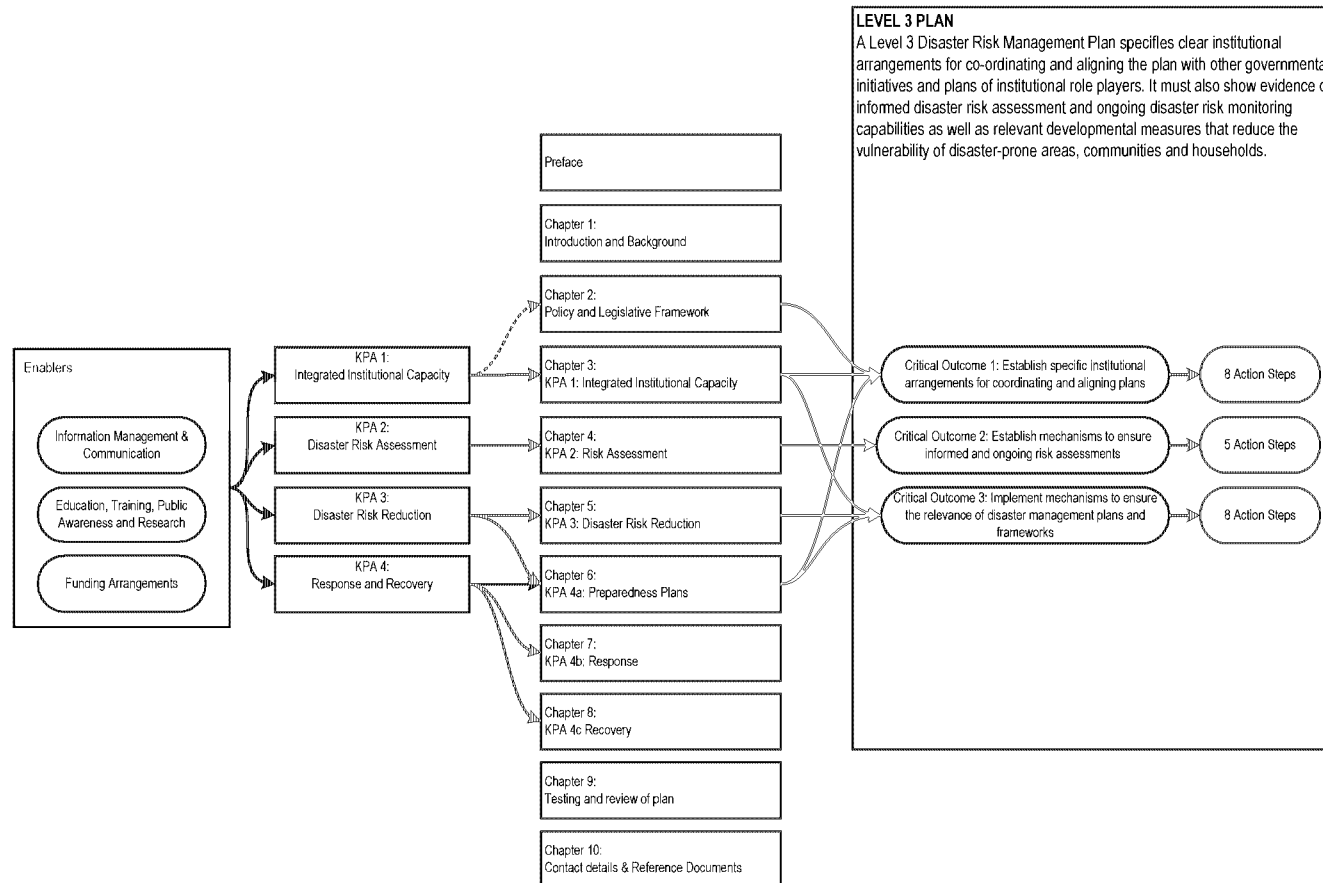 LEVEL 3 PLAN
A Level 3 Disaster Risk Management Plan specifies clear institutional
arrangements for co-ordinating and aligning the plan with other governmenta
initiatives and plans of institutional role players. It must also show evidence o
informed disaster risk assessment and ongoing disaster risk monitoring
capabilities as well as relevant developmental measures that reduce the
vulnerability of disaster-prone areas, communities and households.
Enablers
Information Management &
Communication
Education, Training, Public
Awareness and Research
Funding Arrangements
KPA 1:
Integrated Institutional Capacity
KPA 2:
Disaster Risk Assessment
KPA 3:
Disaster Risk Reduction
KPA 4:
Response and Recovery
Preface
Chapter 1:
Introduction and Background
Chapter 2:
Policy and Legislative Framework
Chapter 3:
KPA 1: Integrated Institutional Capacity
Chapter 4:
KPA 2: Risk Assessment
Chapter 5:
KPA 3: Disaster Risk Reduction
Chapter 6:
KPA 4a: Preparedness Plans
Chapter 7:
KPA 4b: Response
Chapter 8:
KPA 4c Recovery
Chapter 9:
Testing and review of plan
Chapter 10:
Contact details & Reference Documents
Critical Outcome 1: Establish specific institutional
arrangements for coordinating and aligning plans
8 Action Steps
Critical Outcome 2: Establish mechanisms to ensure
informed and ongoing risk assessments
5 Action Steps
Critical Outcome 3: Implement mechanisms to ensure
the relevance of disaster management plans and
frameworks
8 Action Steps